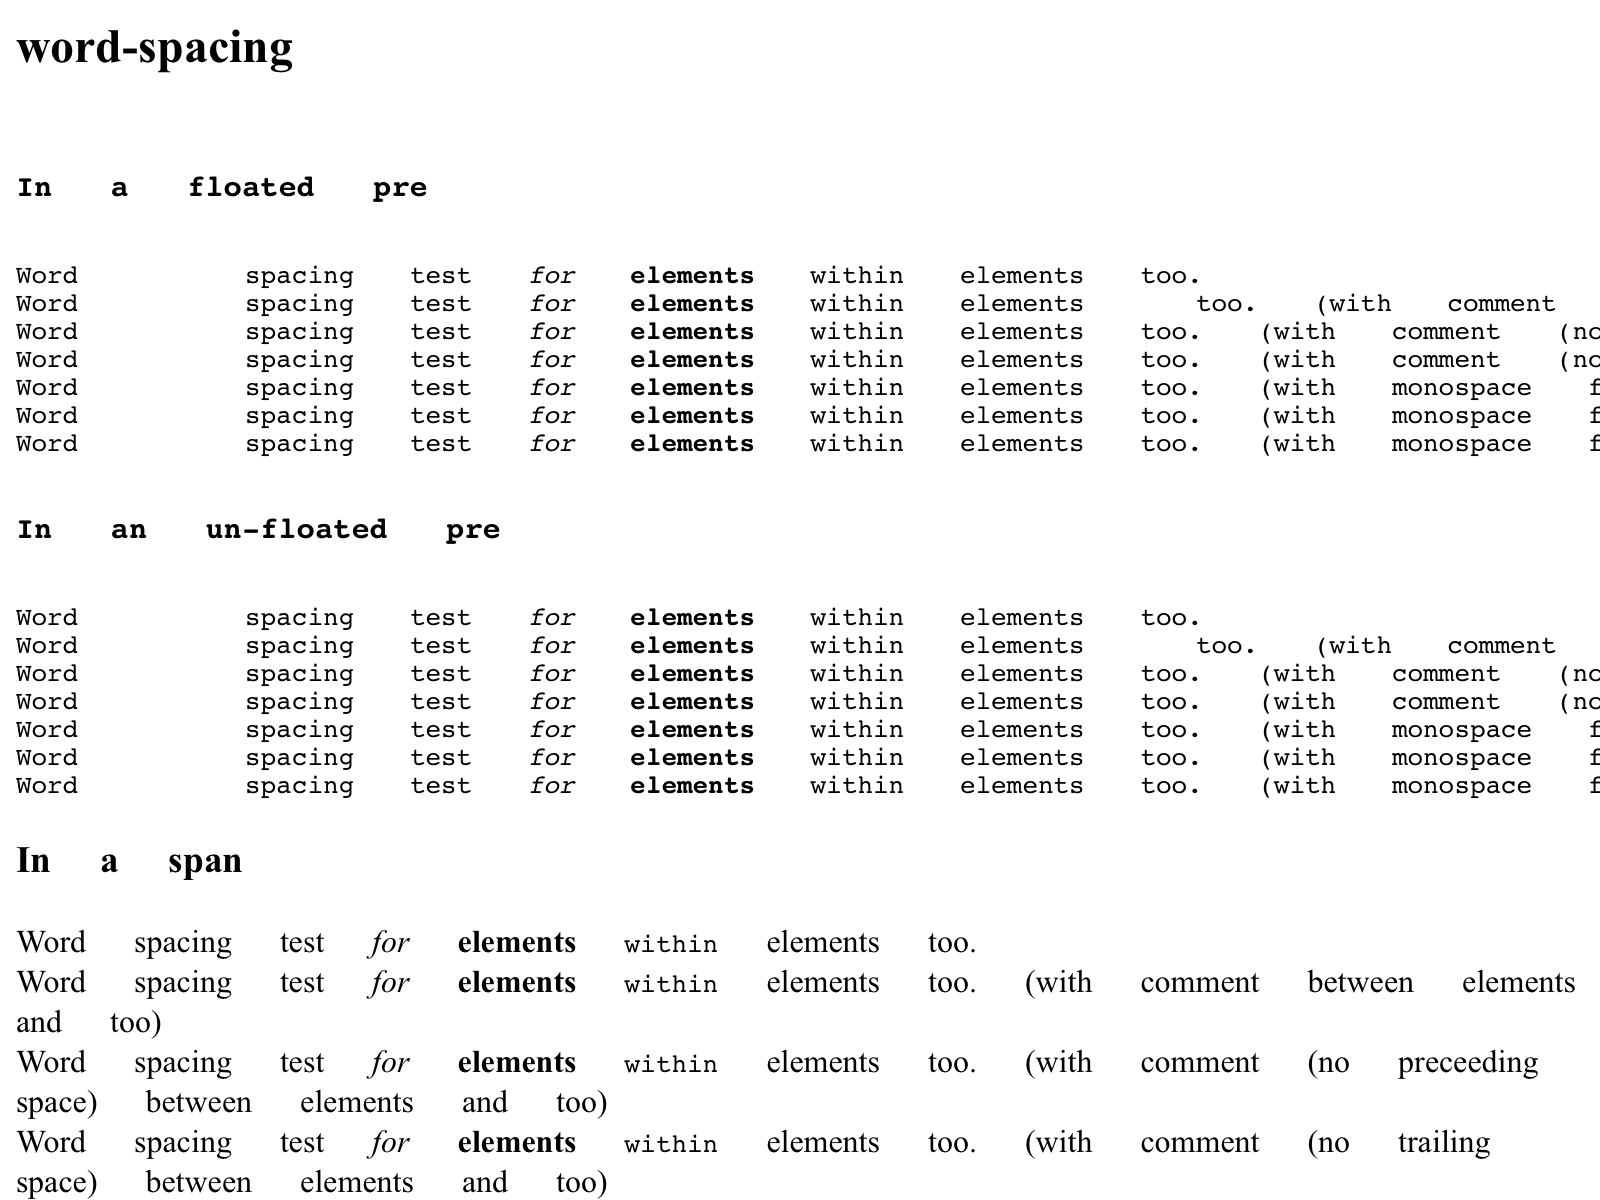 word-spacing
In a floated pre
Word spacing test for elements within elements too.
Word spacing test for elements within elements too. (with comment
Word spacing test for elements within elements too. (with comment (no
Word spacing test for elements within elements too. (with comment (no
Word spacing test for elements within elements too. (with monospace f
Word spacing test for elements within elements too. (with monospace f
Word spacing test for elements within elements too. (with monospace f
In an un-floated pre
Word spacing test for elements within elements too.
Word spacing test for elements within elements too. (with comment
Word spacing test for elements within elements too. (with comment (no
Word spacing test for elements within elements too. (with comment (no
Word spacing test for elements within elements too. (with monospace f
Word spacing test for elements within elements too. (with monospace f
Word spacing test for elements within elements too. (with monospace f
In a span
Word spacing test for elements within elements too.
Word spacing test for elements within elements too. (with comment between elements
and too)
Word spacing test for elements within elements too. (with comment (no preceeding
space) between elements and too)
Word spacing test for elements within elements too. (with comment (no trailing
space) between elements and too)